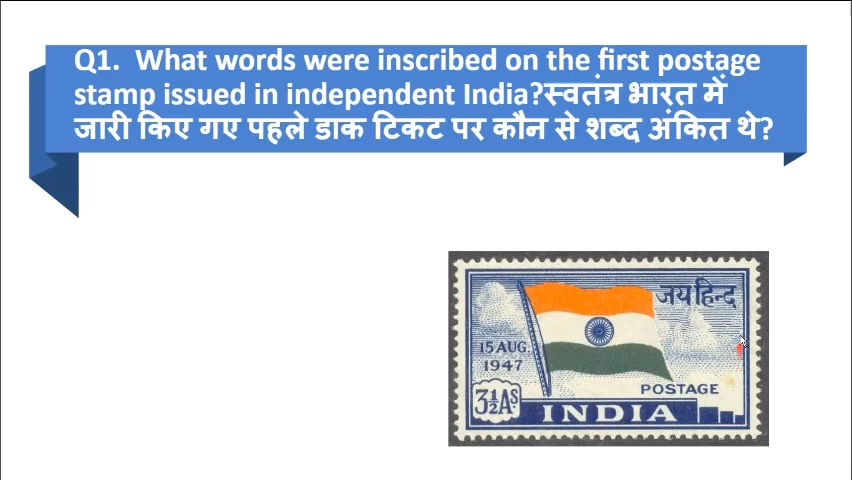 Q1.  What words were inscribed on the first postage
stamp issued in independent India?स्वतंत्र भारत में
जारी किए गए पहले डाक टिकट पर कौन से शब्द अंकित थे?
जय हिन्द
15 AUG.
1947
POSTAGE
3½As.
INDIA